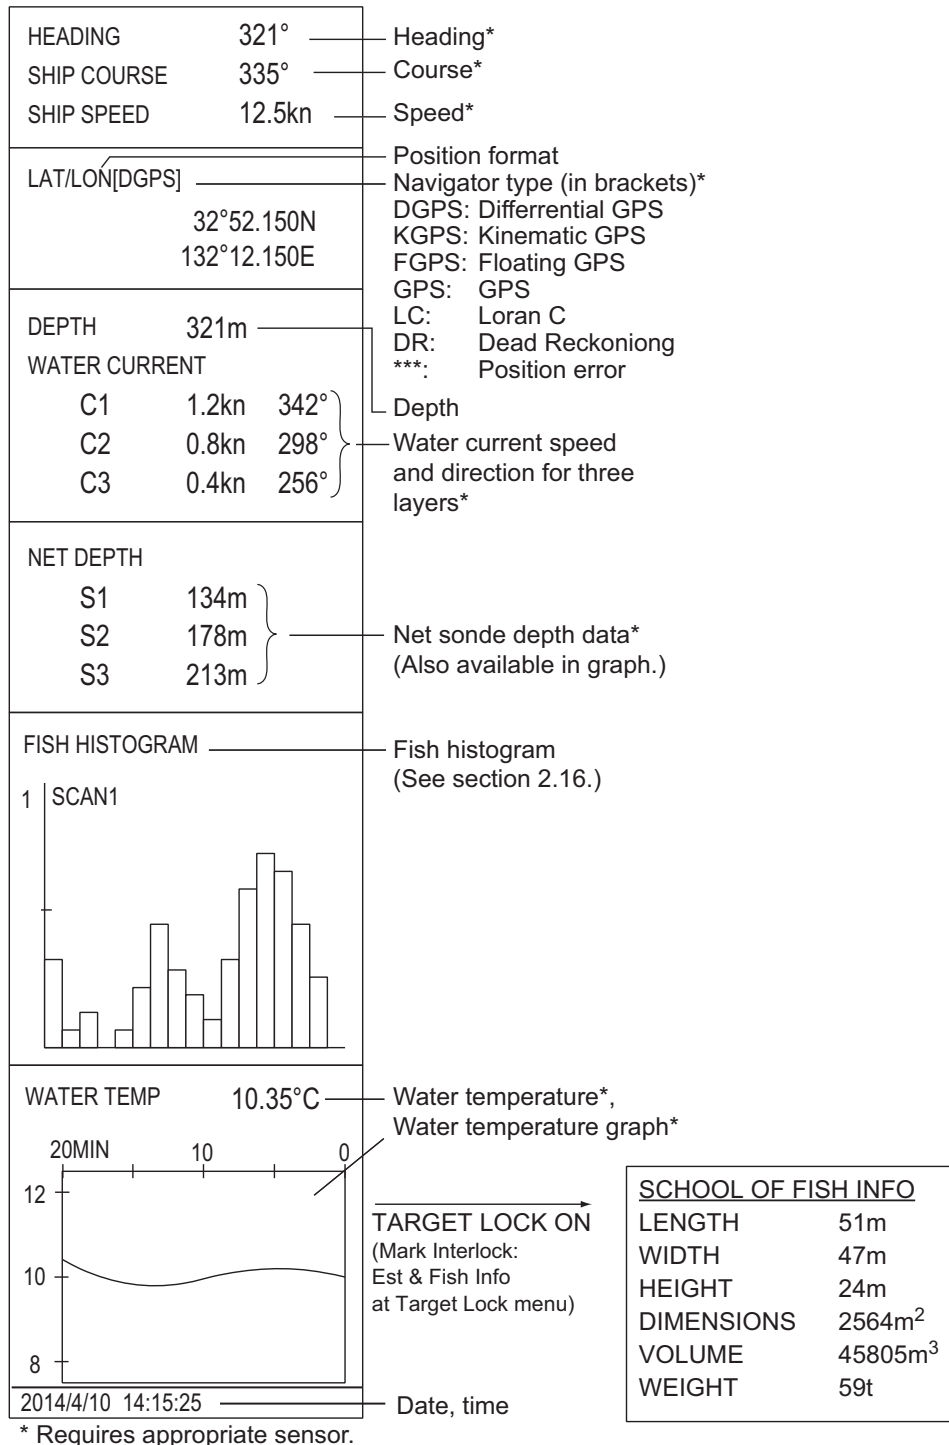 HEADING 321° Heading*
SHIP COURSE 335° Course*
SHIP SPEED 12.5kn Speed*
Position format
LAT/LON[DGPS] Navigator type (in brackets)*
32°52.150N
132°12.150E
DGPS: Differrential GPS
KGPS: Kinematic GPS
FGPS: Floating GPS
GPS: GPS
LC: Loran C
DR: Dead Reckoniong
***: Position error
DEPTH 321m
Depth
WATER CURRENT
C1 1.2kn 342°
C2 0.8kn 298°
C3 0.4kn 256°
Water current speed
and direction for three
layers*
NET DEPTH
S1 134m
S2 178m
S3 213m
Net sonde depth data*
(Also available in graph.)
FISH HISTOGRAM
Fish histogram
(See section 2.16.)
1 SCAN1
WATER TEMP 10.35°C
Water temperature*,
Water temperature graph*
20MIN 10 0
12
10
8
TARGET LOCK ON
(Mark Interlock:
Est & Fish Info
at Target Lock menu)
SCHOOL OF FISH INFO
LENGTH 51m
WIDTH 47m
HEIGHT 24m
DIMENSIONS 2564m²
VOLUME 45805m³
WEIGHT 59t
2014/4/10 14:15:25 Date, time
* Requires appropriate sensor.